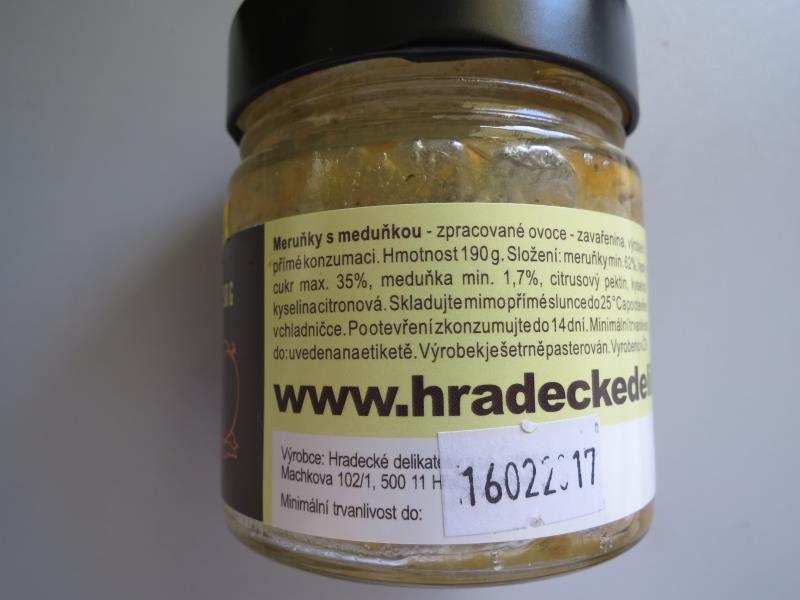 Meruňky s meduňkou - zpracované ovoce - zavařenina,
přímé konzumaci. Hmotnost 190 g. Složení: meruňky min. 62%,
cukr max. 35%, meduňka min. 1,7%, citrusový pektin,
kyselina citronová. Skladujte mimo přímé slunce do 25°C a po
v chladničce. Po otevření zkonzumujte do 14 dní. Minimální
do: uvedena na etiketě. Výrobek je šetrně pasterován. Vyrobeno v
www.hradeckede
Výrobce: Hradecké
Machkova 102/1, 500 11
Minimální trvanlivost do: